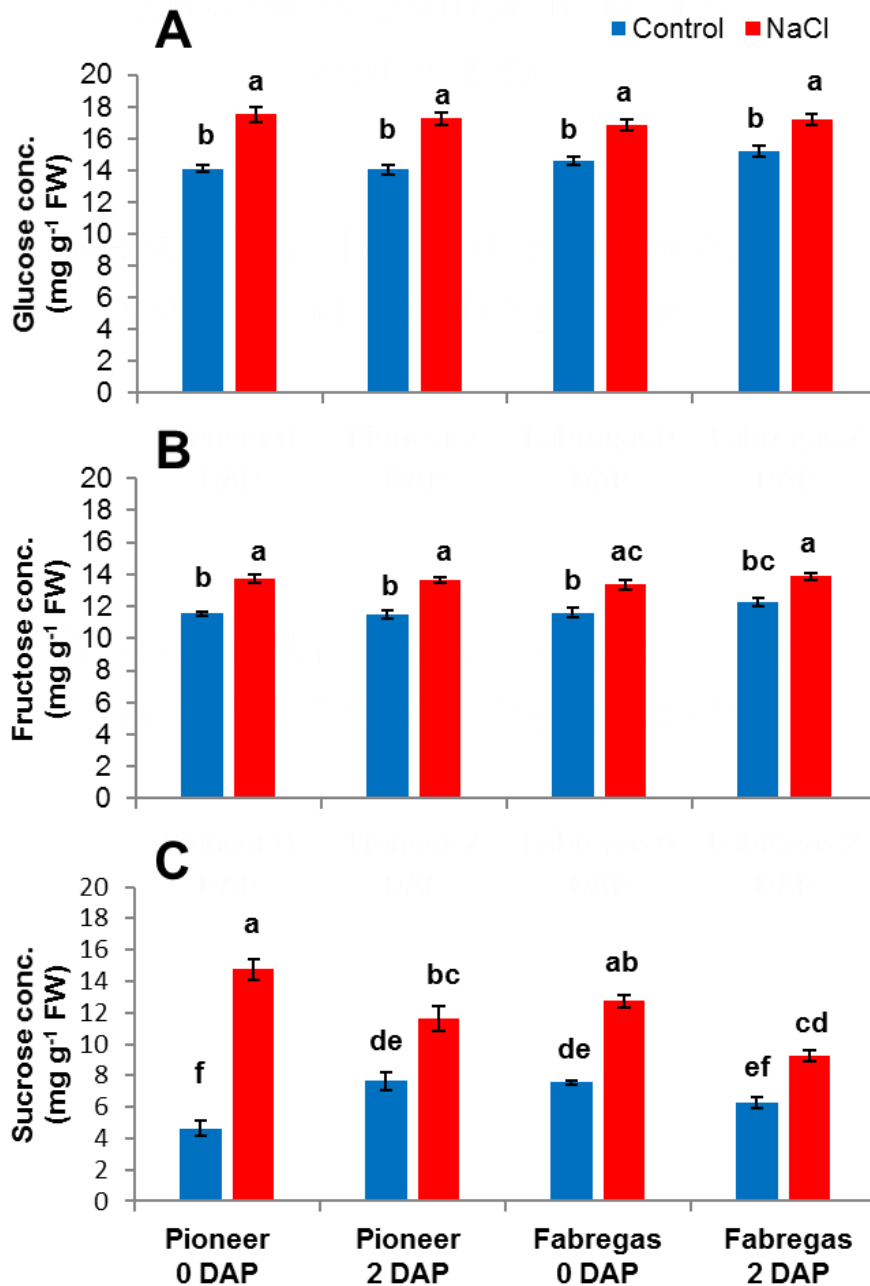 A
Control NaCl
Glucose conc.
(mg g⁻¹ FW)
20
18
16
14
12
10
8
6
4
2
0
b a b a b a b a
B
Fructose conc.
(mg g⁻¹ FW)
20
18
16
14
12
10
8
6
4
2
0
b a b a b ac bc a
C
Sucrose conc.
(mg g⁻¹ FW)
20
18
16
14
12
10
8
6
4
2
0
f a de bc de ab ef cd
Pioneer Pioneer Fabregas Fabregas
0 DAP 2 DAP 0 DAP 2 DAP